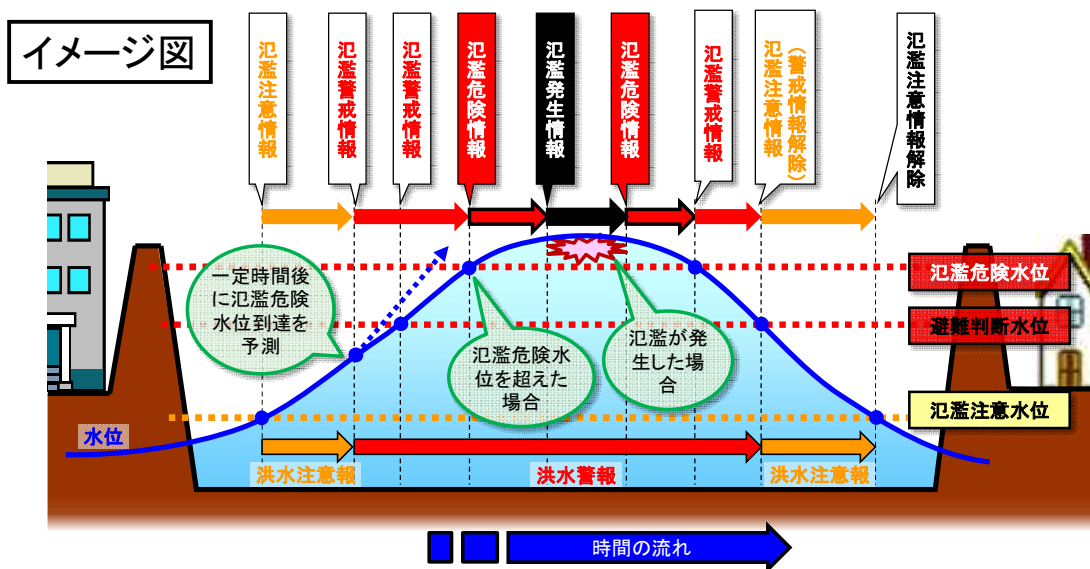 イメージ図
氾濫注意情報
氾濫警戒情報
氾濫警戒情報
氾濫危険情報
氾濫発生情報
氾濫危険情報
氾濫警戒情報
氾濫注意情報
(警戒情報解除)
氾濫注意情報解除
一定時間後
に氾濫危険
水位到達を
予測
氾濫危険水
位を超えた
場合
氾濫が発
生した場
合
氾濫危険水位
避難判断水位
氾濫注意水位
水位
洪水注意報
洪水警報
洪水注意報
時間の流れ